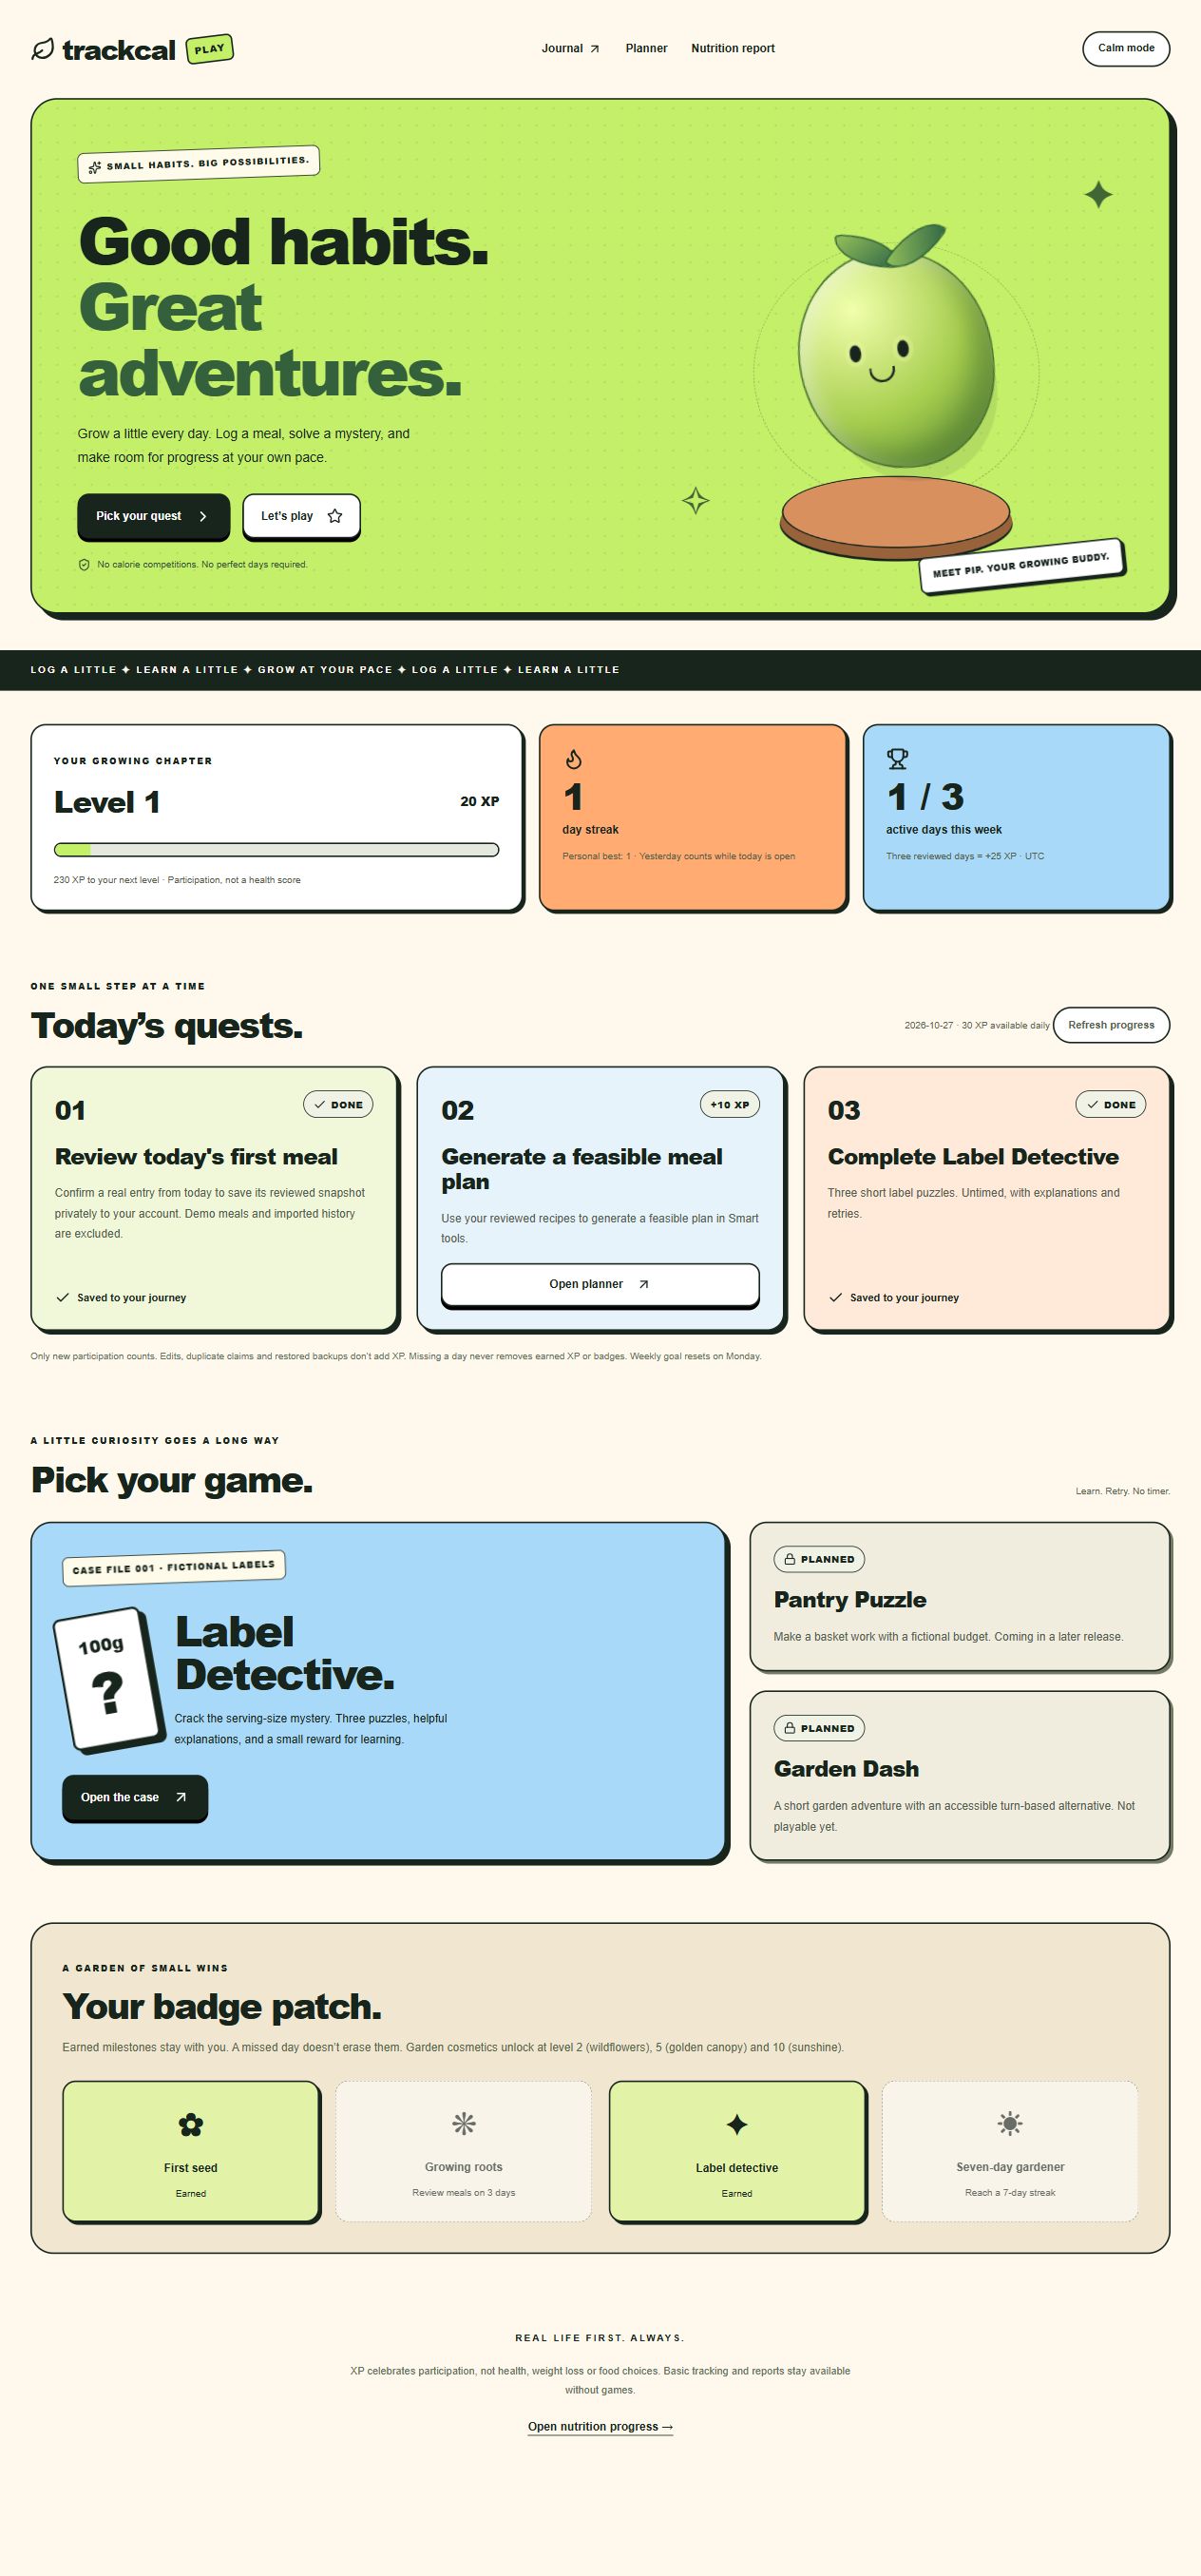 trackcal PLAY
Journal
Planner
Nutrition report
Calm mode
SMALL HABITS. BIG POSSIBILITIES.
Good habits.
Great
adventures.
Grow a little every day. Log a meal, solve a mystery, and
make room for progress at your own pace.
Pick your quest
Let's play
No calorie competitions. No perfect days required.
MEET PIP. YOUR GROWING BUDDY.
LOG A LITTLE ✦ LEARN A LITTLE ✦ GROW AT YOUR PACE ✦ LOG A LITTLE ✦ LEARN A LITTLE
YOUR GROWING CHAPTER
Level 1
20 XP
230 XP to your next level · Participation, not a health score
1
day streak
Personal best: 1 · Yesterday counts while today is open
1 / 3
active days this week
Three reviewed days = +25 XP · UTC
ONE SMALL STEP AT A TIME
Today’s quests.
2026-10-27 · 30 XP available daily
Refresh progress
01
DONE
Review today's first meal
Confirm a real entry from today to save its reviewed snapshot
privately to your account. Demo meals and imported history
are excluded.
Saved to your journey
02
+10 XP
Generate a feasible meal
plan
Use your reviewed recipes to generate a feasible plan in Smart
tools.
Open planner
03
DONE
Complete Label Detective
Three short label puzzles. Untimed, with explanations and
retries.
Saved to your journey
Only new participation counts. Edits, duplicate claims and restored backups don't add XP. Missing a day never removes earned XP or badges. Weekly goal resets on Monday.
A LITTLE CURIOSITY GOES A LONG WAY
Pick your game.
Learn. Retry. No timer.
CASE FILE 001 · FICTIONAL LABELS
100g
?
Label
Detective.
Crack the serving-size mystery. Three puzzles, helpful
explanations, and a small reward for learning.
Open the case
PLANNED
Pantry Puzzle
Make a basket work with a fictional budget. Coming in a later release.
PLANNED
Garden Dash
A short garden adventure with an accessible turn-based alternative. Not
playable yet.
A GARDEN OF SMALL WINS
Your badge patch.
Earned milestones stay with you. A missed day doesn't erase them. Garden cosmetics unlock at level 2 (wildflowers), 5 (golden canopy) and 10 (sunshine).
First seed
Earned
Growing roots
Review meals on 3 days
Label detective
Earned
Seven-day gardener
Reach a 7-day streak
REAL LIFE FIRST. ALWAYS.
XP celebrates participation, not health, weight loss or food choices. Basic tracking and reports stay available
without games.
Open nutrition progress →